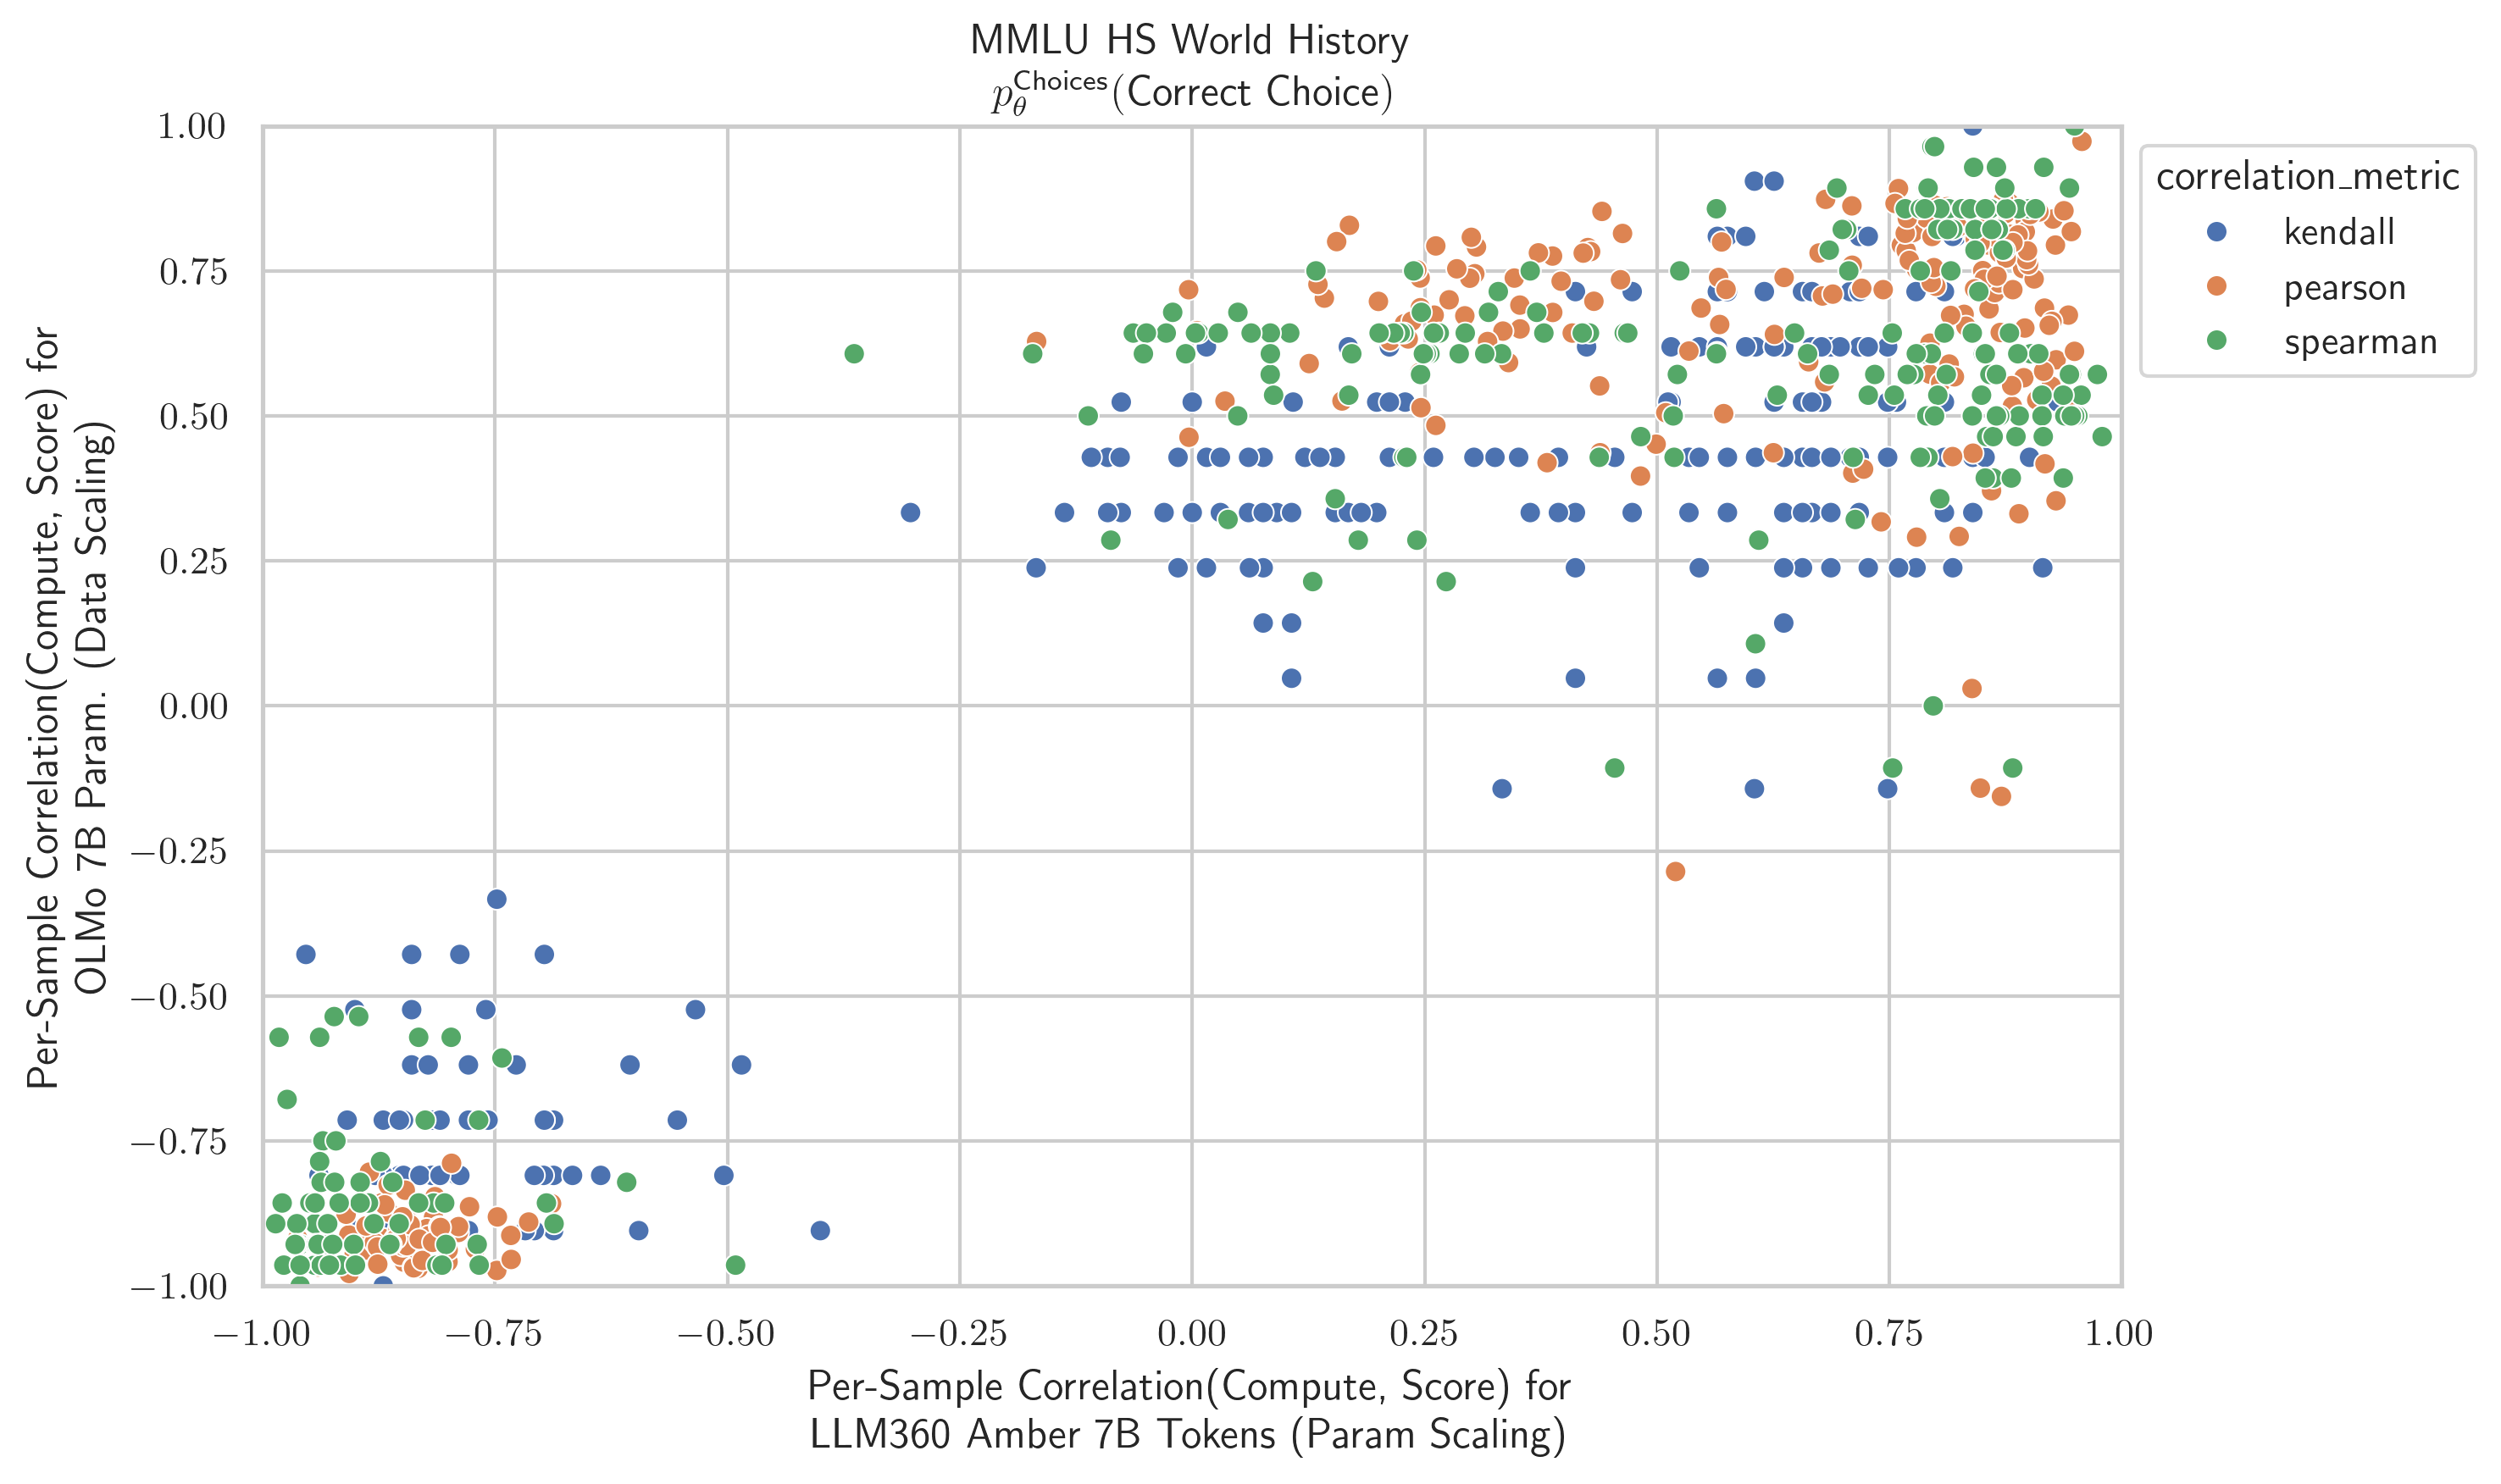 MMLU HS World History
p_θ^Choices(Correct Choice)
1.00
0.75
0.50
0.25
0.00
−0.25
−0.50
−0.75
−1.00
Per-Sample Correlation(Compute, Score) for
OLMo 7B Param. (Data Scaling)
−1.00 −0.75 −0.50 −0.25 0.00 0.25 0.50 0.75 1.00
Per-Sample Correlation(Compute, Score) for
LLM360 Amber 7B Tokens (Param Scaling)
correlation_metric
kendall
pearson
spearman